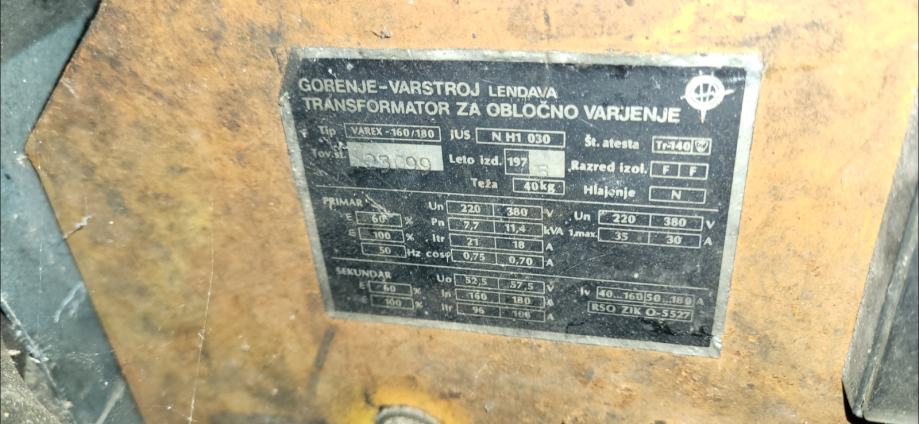 GORENJE-VARSTROJ LENDAVA
TRANSFORMATOR ZA OBLOČNO VARJENJE
Tip VAREX-160/180 JUS N H1 030 Št. atesta Tr-140
Tov. št. Leto izd. 197 Razred izol. F F
Teža 40kg Hlajenje N
PRIMAR Un 220 380 V Un 220 380 V
E 60 % Pn 7,7 11,4 kVA I max. 35 30 A
E 100 % Itr 21 18 A
50 Hz cosφ 0,75 0,70
SEKUNDAR Uo 52,5 57,5 V
E 60 % In 160 180 A Iv 40...160 50...180 A
E 100 % Itr 96 108 A RSO ZIK O-5527